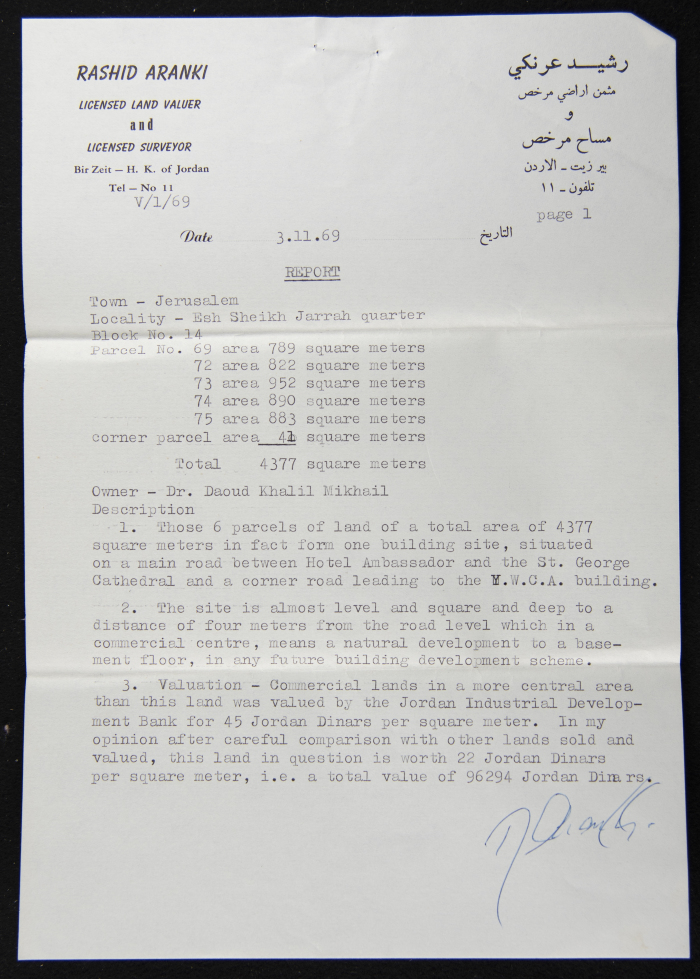 RASHID ARANKI
LICENSED LAND VALUER
and
LICENSED SURVEYOR
Bir Zeit – H. K. of Jordan
Tel – No 11
V/1/69
رشيد عرنكي
مثمن اراضي مرخص
و
مساح مرخص
بير زيت - الاردن
تلفون - ١١
page 1
Date 3.11.69 التاريخ
REPORT
Town - Jerusalem
Locality - Esh Sheikh Jarrah quarter
Block No. 14
Parcel No. 69 area 789 square meters
72 area 822 square meters
73 area 952 square meters
74 area 890 square meters
75 area 883 square meters
corner parcel area 41 square meters
Total 4377 square meters
Owner - Dr. Daoud Khalil Mikhail
Description
1. Those 6 parcels of land of a total area of 4377
square meters in fact form one building site, situated
on a main road between Hotel Ambassador and the St. George
Cathedral and a corner road leading to the Y.W.C.A. building.
2. The site is almost level and square and deep to a
distance of four meters from the road level which in a
commercial centre, means a natural development to a base-
ment floor, in any future building development scheme.
3. Valuation - Commercial lands in a more central area
than this land was valued by the Jordan Industrial Develop-
ment Bank for 45 Jordan Dinars per square meter. In my
opinion after careful comparison with other lands sold and
valued, this land in question is worth 22 Jordan Dinars
per square meter, i.e. a total value of 96294 Jordan Dinars.
R. Aranki.